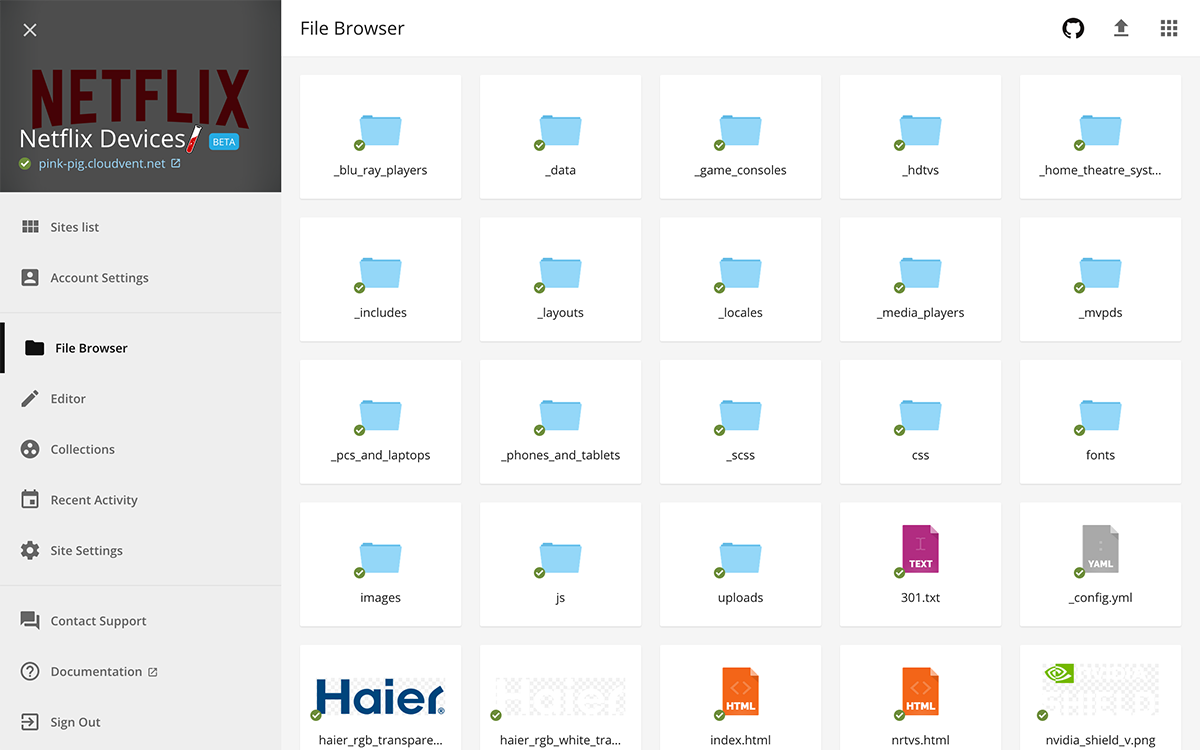 NETFLIX
Netflix Devices BETA
pink-pig.cloudvent.net
Sites list
Account Settings
File Browser
Editor
Collections
Recent Activity
Site Settings
Contact Support
Documentation
Sign Out
File Browser
_blu_ray_players
_data
_game_consoles
_hdtvs
_home_theatre_syst...
_includes
_layouts
_locales
_media_players
_mvpds
_pcs_and_laptops
_phones_and_tablets
_scss
css
fonts
images
js
uploads
TEXT
301.txt
YAML
_config.yml
Haier®
haier_rgb_transpare...
Haier
haier_rgb_white_tra...
HTML
index.html
HTML
nrtvs.html
SHIELD
nvidia_shield_v.png